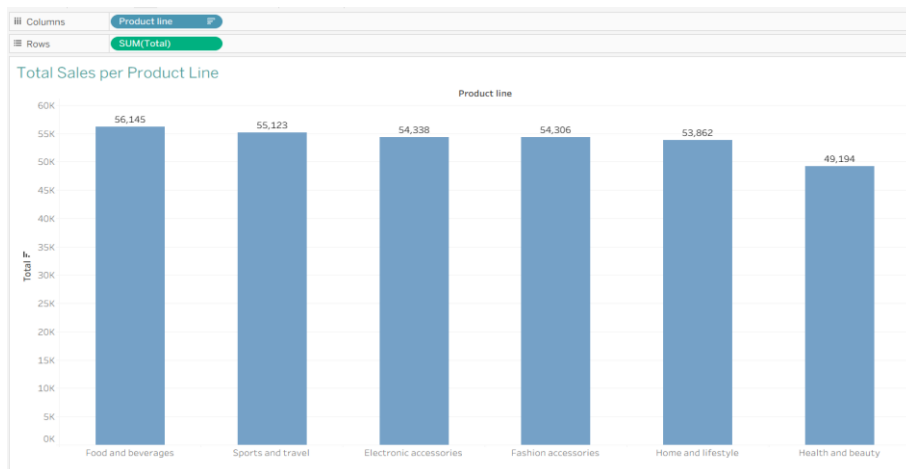 Columns
Product line
Rows
SUM(Total)
Total Sales per Product Line
Product line
60K
55K
50K
45K
40K
35K
30K
25K
20K
15K
10K
5K
0K
Total
56,145
55,123
54,338
54,306
53,862
49,194
Food and beverages
Sports and travel
Electronic accessories
Fashion accessories
Home and lifestyle
Health and beauty